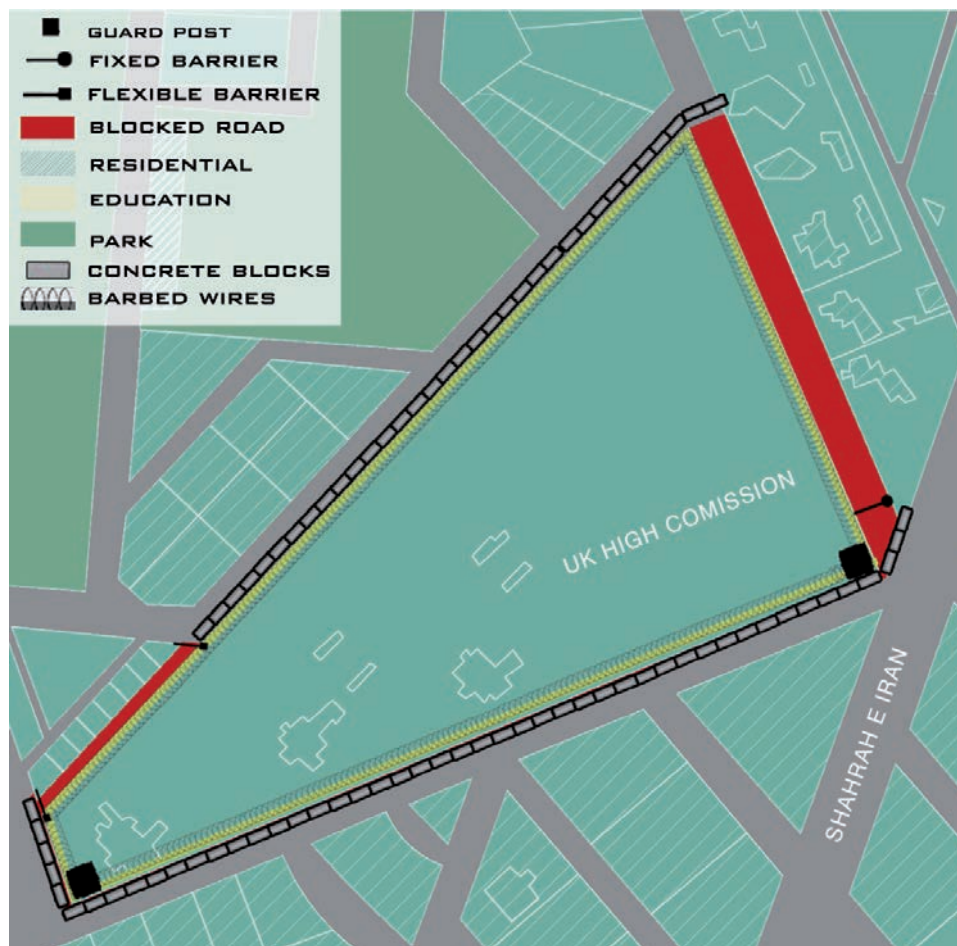 GUARD POST
FIXED BARRIER
FLEXIBLE BARRIER
BLOCKED ROAD
RESIDENTIAL
EDUCATION
PARK
CONCRETE BLOCKS
BARBED WIRES
UK HIGH COMISSION
SHAHRAH E IRAN